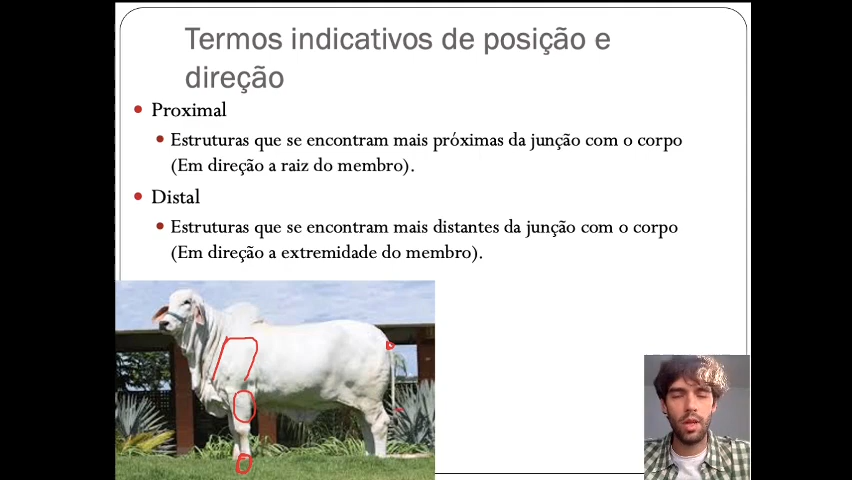 Termos indicativos de posição e
direção
Proximal
Estruturas que se encontram mais próximas da junção com o corpo
(Em direção a raiz do membro).
Distal
Estruturas que se encontram mais distantes da junção com o corpo
(Em direção a extremidade do membro).